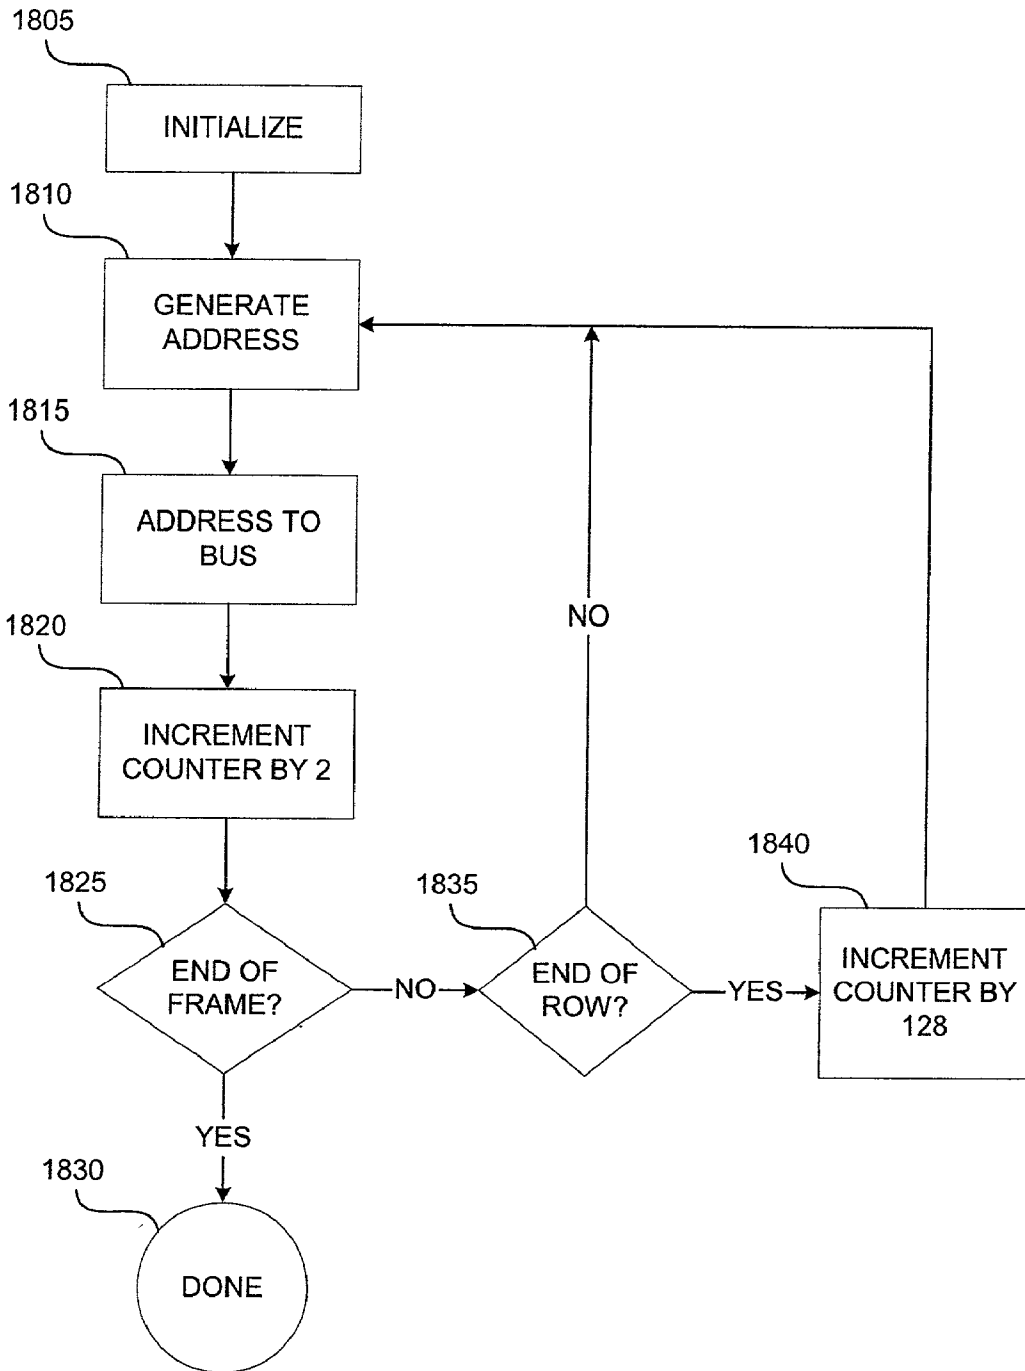 1805
INITIALIZE
1810
GENERATE
ADDRESS
1815
ADDRESS TO
BUS
1820
INCREMENT
COUNTER BY 2
1825
END OF
FRAME?
NO
1835
END OF
ROW?
NO
YES
1840
INCREMENT
COUNTER BY
128
YES
1830
DONE